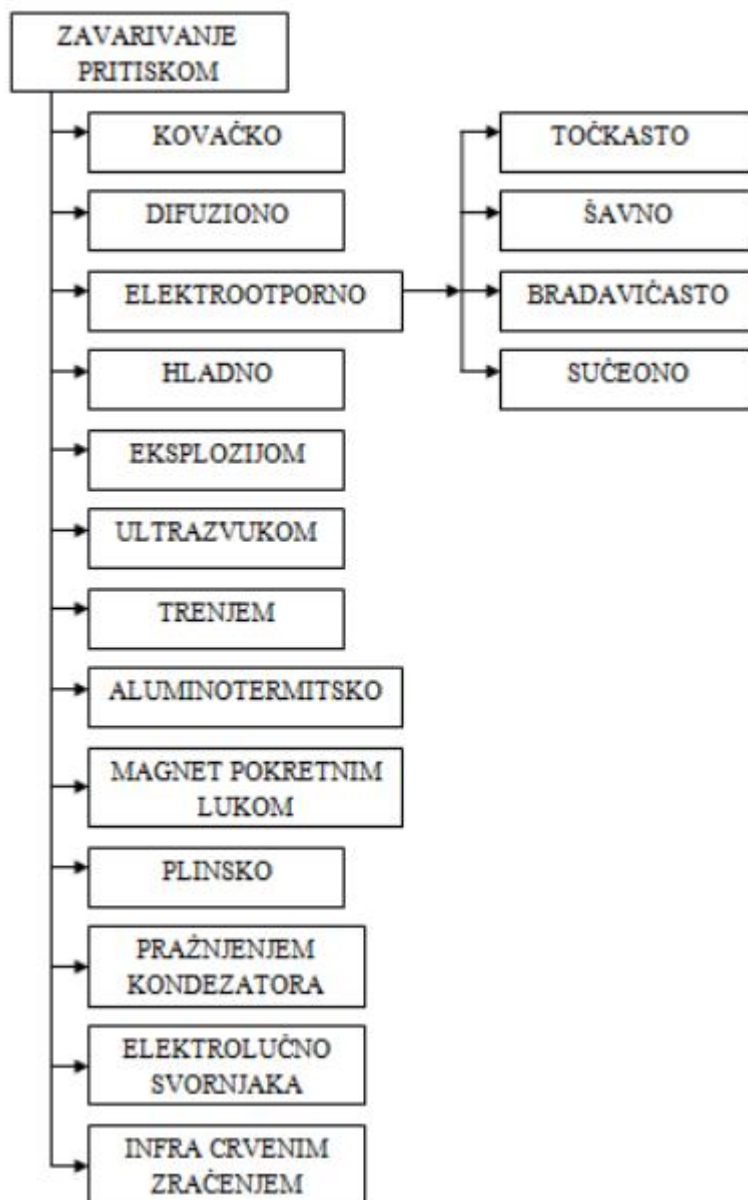 ZAVARIVANJE
PRITISKOM
KOVAČKO
DIFUZIONO
ELEKTROOTPORNO
HLADNO
EKSPLOZIJOM
ULTRAZVUKOM
TRENJEM
ALUMINOTERMITSKO
MAGNET POKRETNIM
LUKOM
PLINSKO
PRAŽNJENJEM
KONDEZATORA
ELEKTROLUČNO
SVORNJAKA
INFRA CRVENIM
ZRAČENJEM
TOČKASTO
ŠAVNO
BRADAVIČASTO
SUČEONO